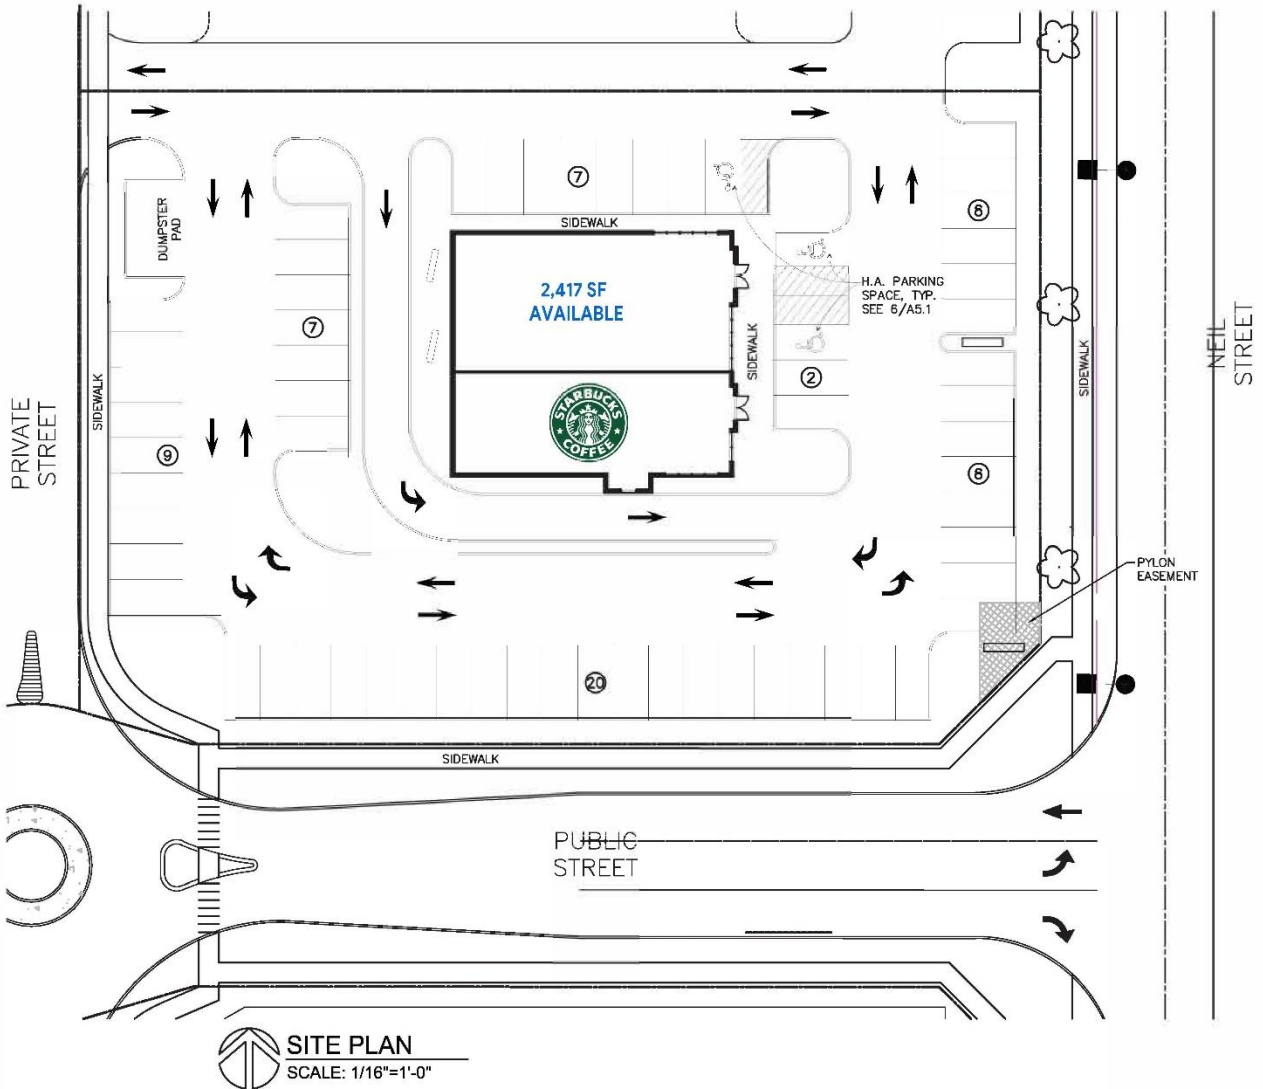 7
SIDEWALK
DUMPSTER
PAD
6
H.A. PARKING
SPACE, TYP.
SEE 6/A5.1
2,417 SF
AVAILABLE
7
SIDEWALK
2
SIDEWALK
NEIL
STREET
SIDEWALK
PRIVATE
STREET
STARBUCKS
COFFEE
9
6
PYLON
EASEMENT
20
SIDEWALK
PUBLIC
STREET
SITE PLAN
SCALE: 1/16"=1'-0"